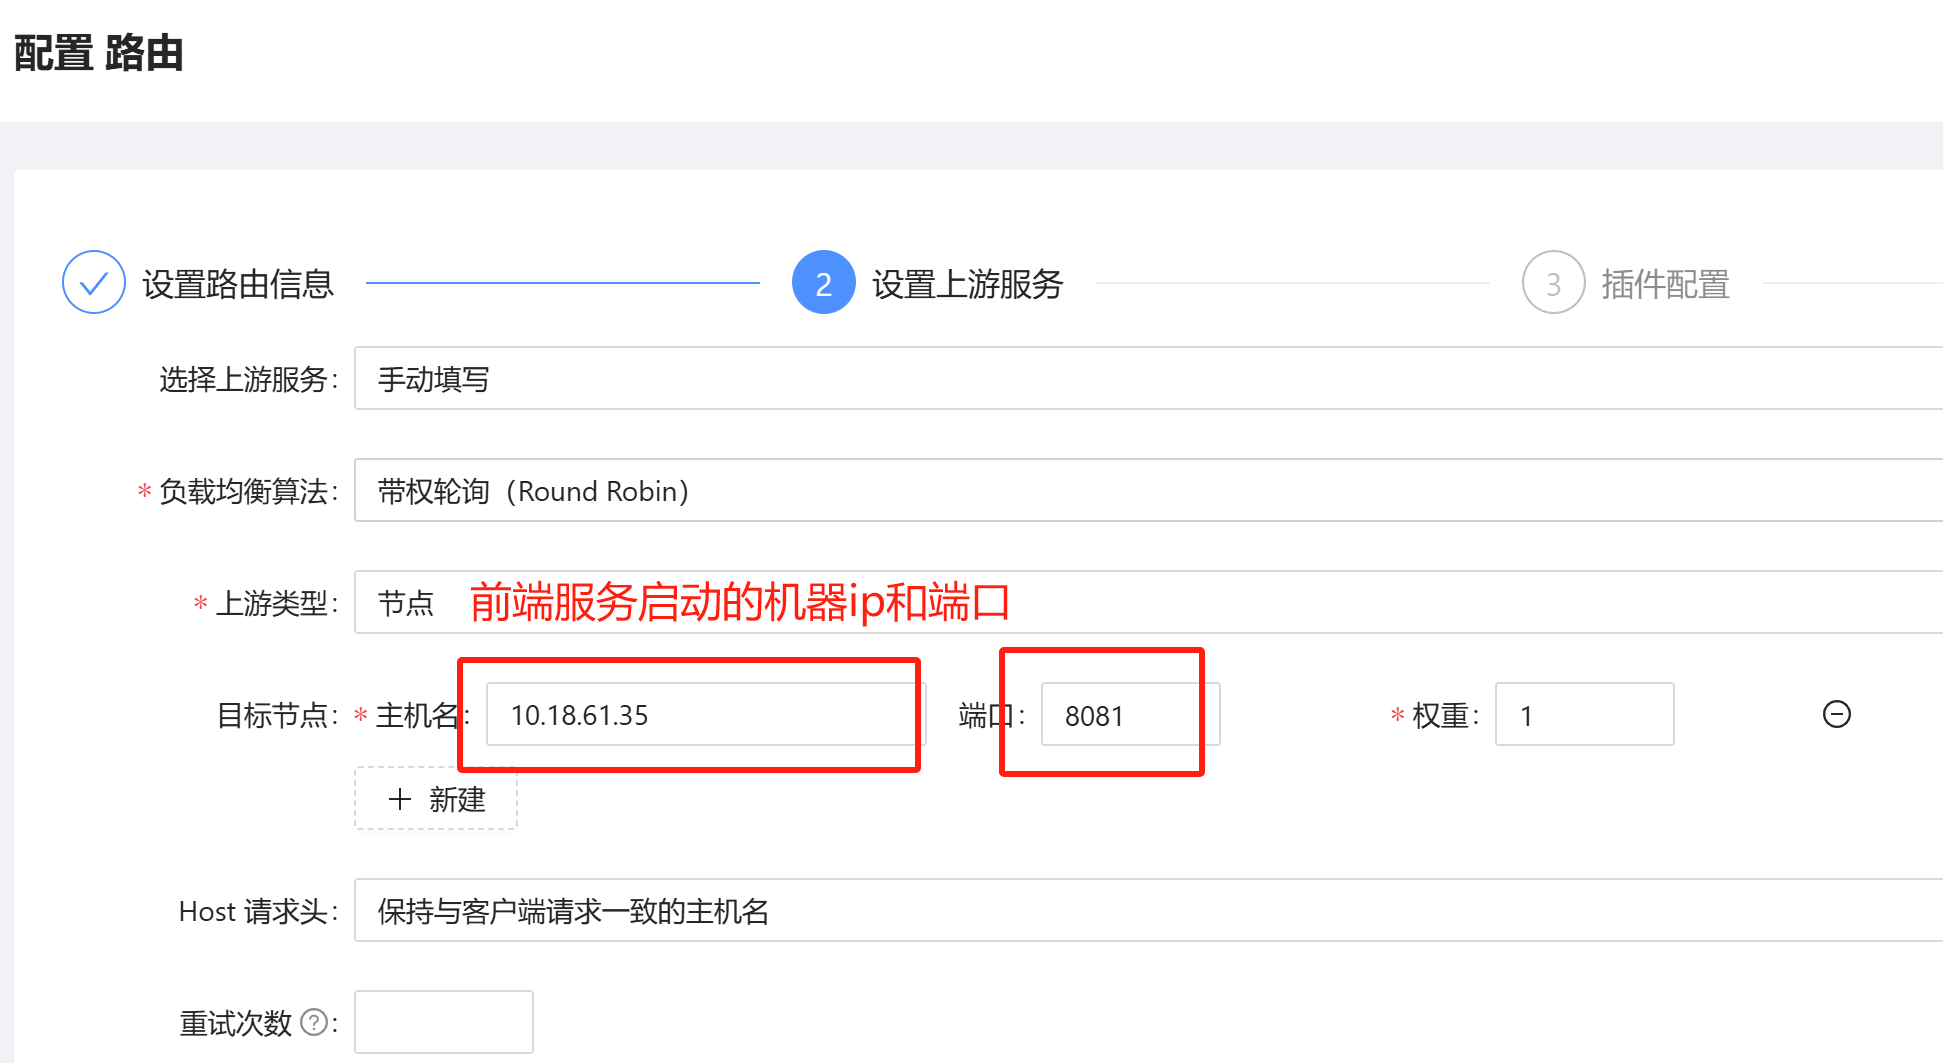 配置 路由
设置路由信息 2 设置上游服务 3 插件配置
选择上游服务: 手动填写
* 负载均衡算法: 带权轮询（Round Robin）
* 上游类型: 节点 前端服务启动的机器ip和端口
目标节点: * 主机名: 10.18.61.35 端口: 8081 * 权重: 1
+ 新建
Host 请求头: 保持与客户端请求一致的主机名
重试次数 ? :